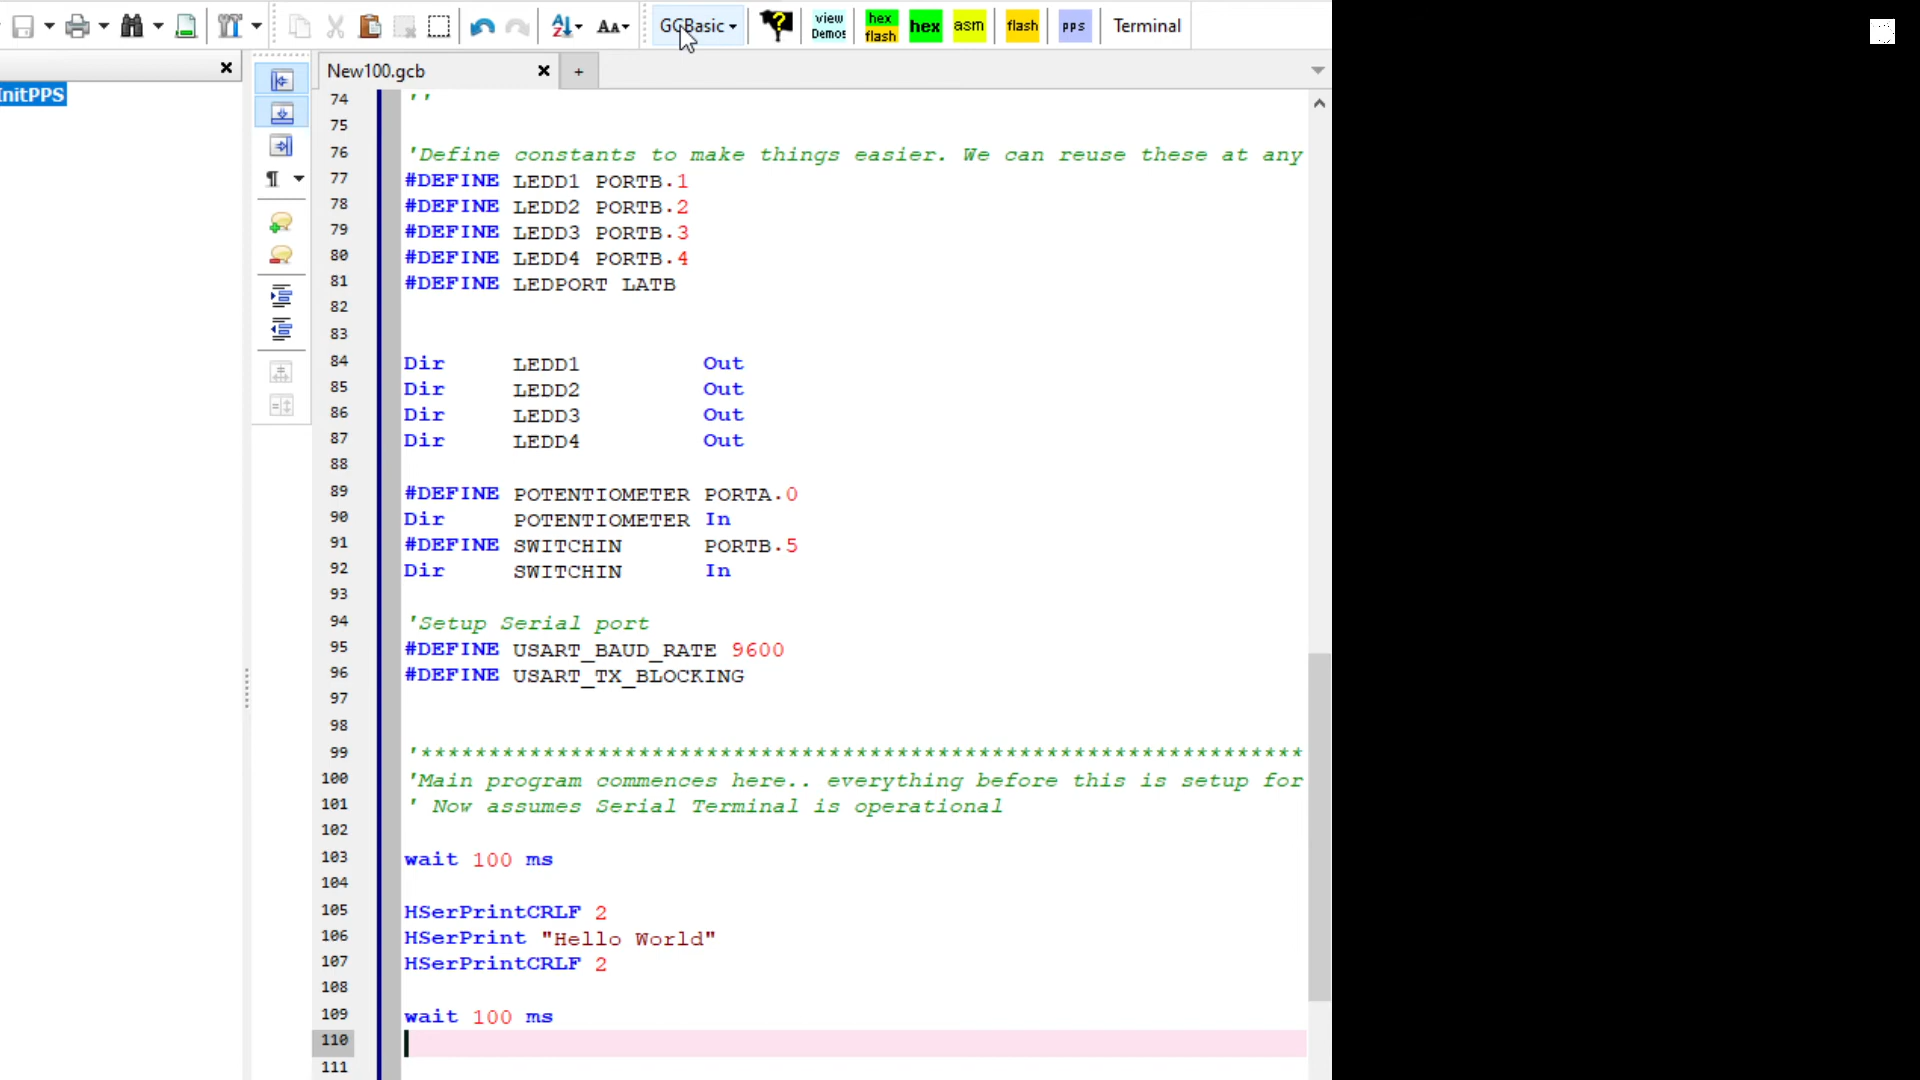 GCBasic
view
Demos
hex
flash
hex
asm
flash
pps
Terminal
New100.gcb
+
InitPPS
74 ''
75
76 'Define constants to make things easier. We can reuse these at any
77 #DEFINE LEDD1 PORTB.1
78 #DEFINE LEDD2 PORTB.2
79 #DEFINE LEDD3 PORTB.3
80 #DEFINE LEDD4 PORTB.4
81 #DEFINE LEDPORT LATB
82
83
84 Dir LEDD1 Out
85 Dir LEDD2 Out
86 Dir LEDD3 Out
87 Dir LEDD4 Out
88
89 #DEFINE POTENTIOMETER PORTA.0
90 Dir POTENTIOMETER In
91 #DEFINE SWITCHIN PORTB.5
92 Dir SWITCHIN In
93
94 'Setup Serial port
95 #DEFINE USART_BAUD_RATE 9600
96 #DEFINE USART_TX_BLOCKING
97
98
99 '*****************************************************************
100 'Main program commences here.. everything before this is setup for
101 ' Now assumes Serial Terminal is operational
102
103 wait 100 ms
104
105 HSerPrintCRLF 2
106 HSerPrint "Hello World"
107 HSerPrintCRLF 2
108
109 wait 100 ms
110
111